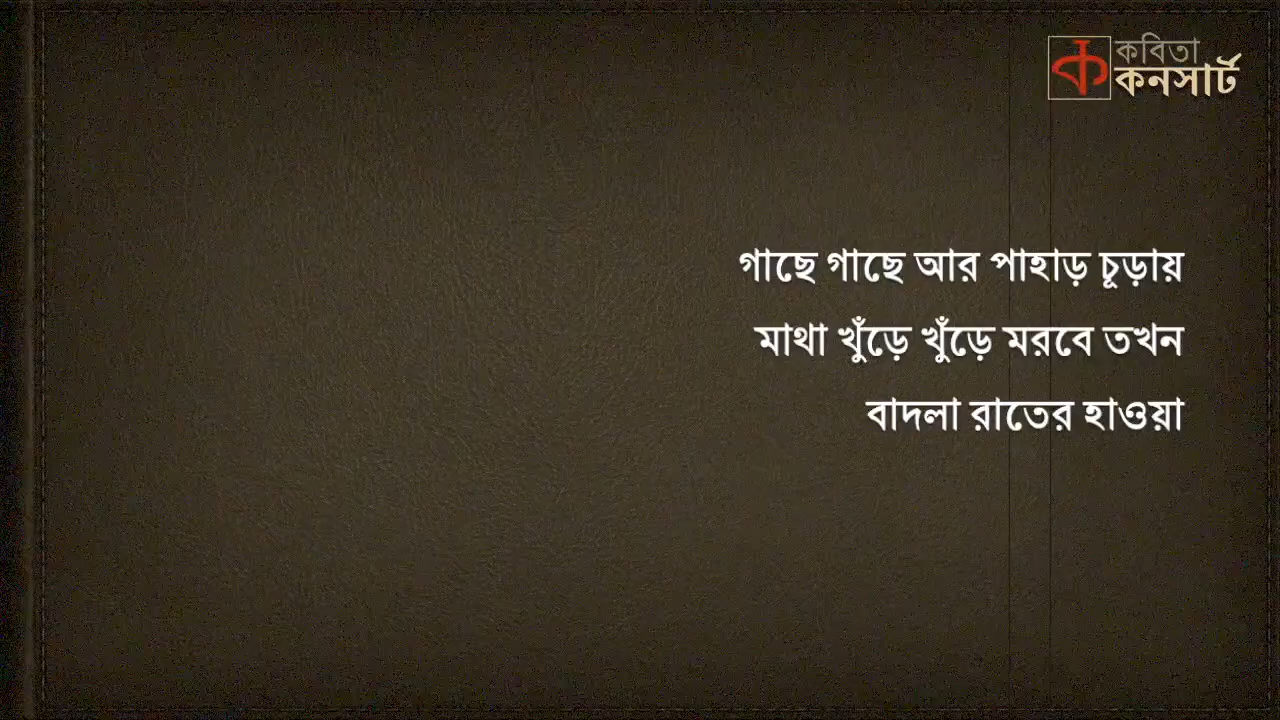 কবিতা
কনসার্ট
গাছে গাছে আর পাহাড় চূড়ায়
মাথা খুঁড়ে খুঁড়ে মরবে তখন
বাদলা রাতের হাওয়া